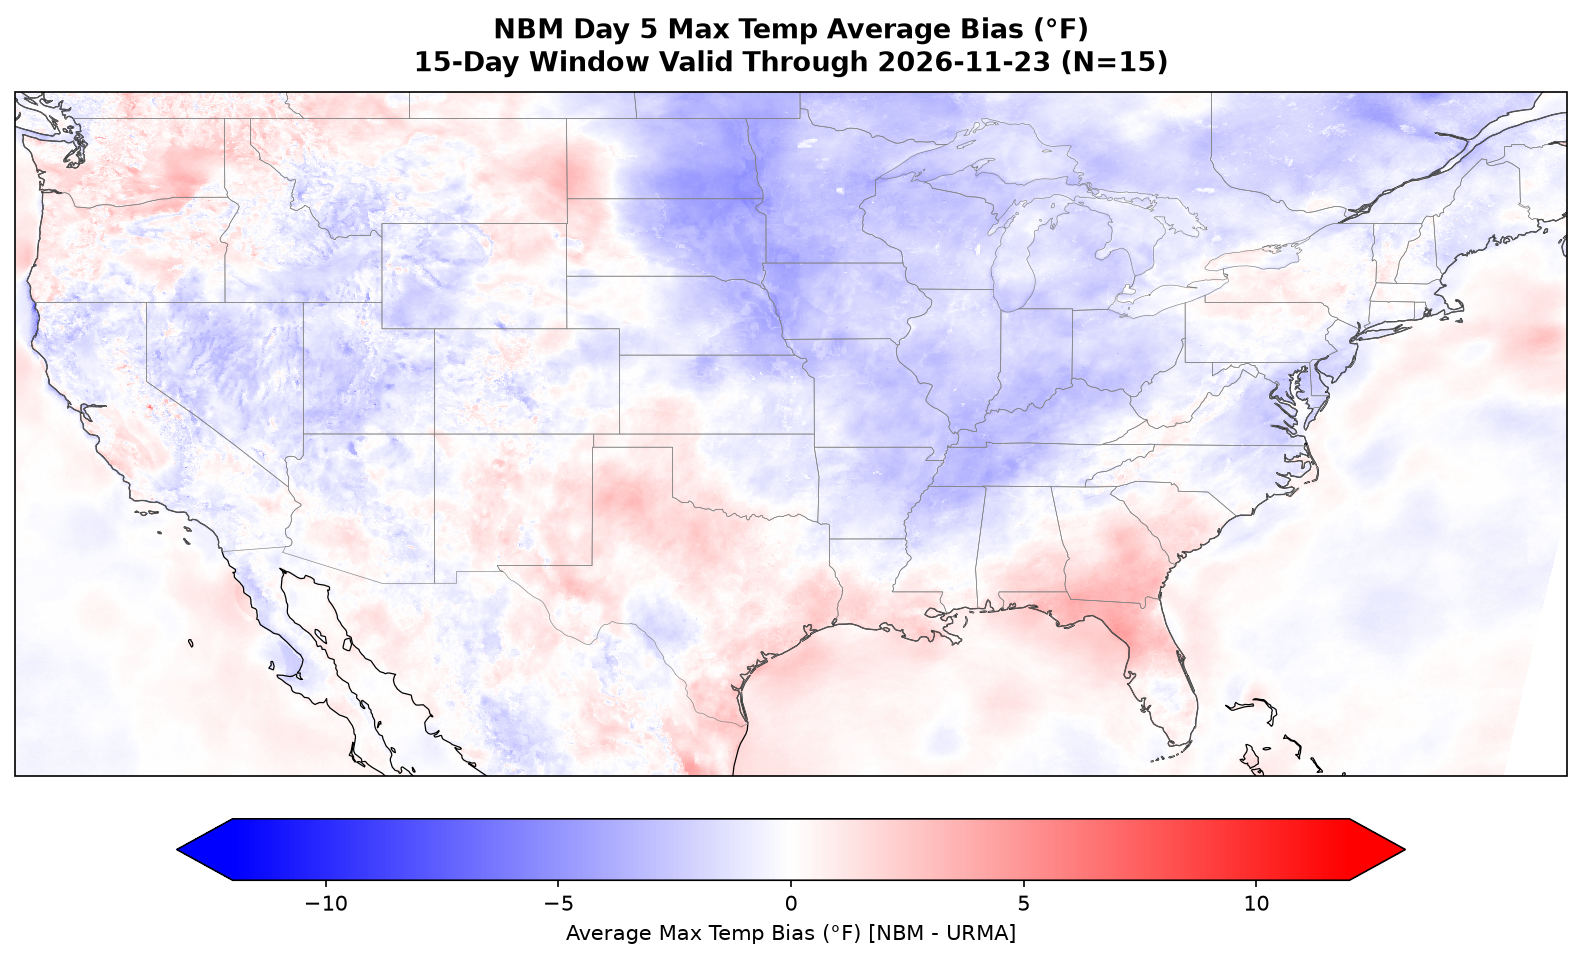 NBM Day 5 Max Temp Average Bias (°F)
15-Day Window Valid Through 2026-11-23 (N=15)
−10 −5 0 5 10
Average Max Temp Bias (°F) [NBM - URMA]